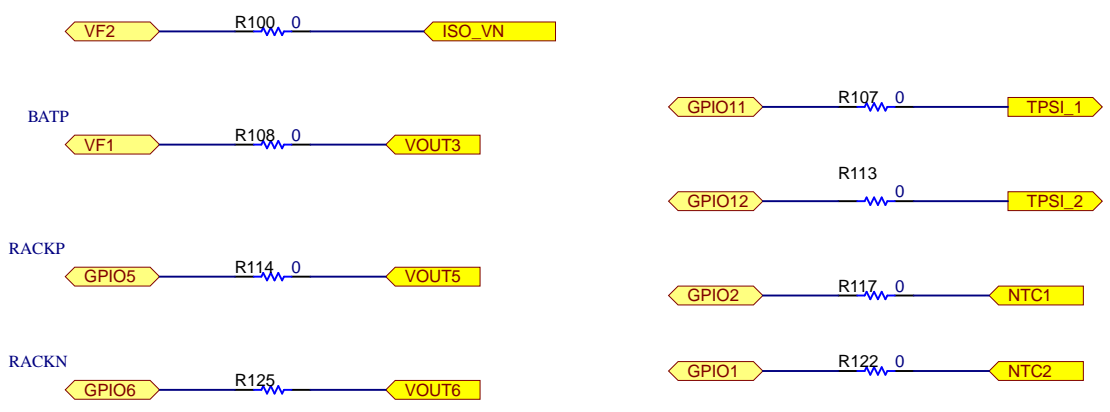 R100 0
VF2 ISO_VN
BATP
R108 0
VF1 VOUT3
RACKP
R114 0
GPIO5 VOUT5
RACKN
R125 0
GPIO6 VOUT6
R107 0
GPIO11 TPSI_1
R113
0
GPIO12 TPSI_2
R117 0
GPIO2 NTC1
R122 0
GPIO1 NTC2